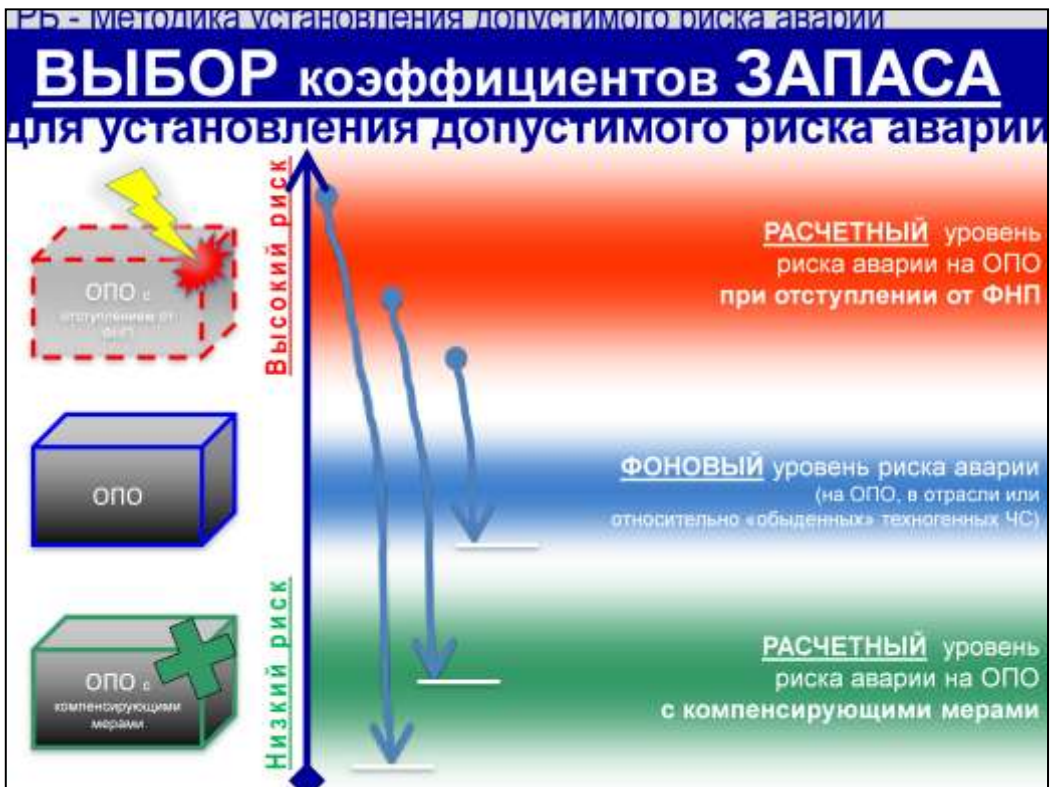 РБ - Методика установления допустимого риска аварии
ВЫБОР коэффициентов ЗАПАСА
для установления допустимого риска аварии
Высокий риск
ОПО с
отступлением от
ФНП
РАСЧЕТНЫЙ уровень
риска аварии на ОПО
при отступлении от ФНП
ОПО
ФОНОВЫЙ уровень риска аварии
(на ОПО, в отрасли или
относительно «обыденных» техногенных ЧС)
Низкий риск
ОПО с
компенсирующими
мерами
РАСЧЕТНЫЙ уровень
риска аварии на ОПО
с компенсирующими мерами